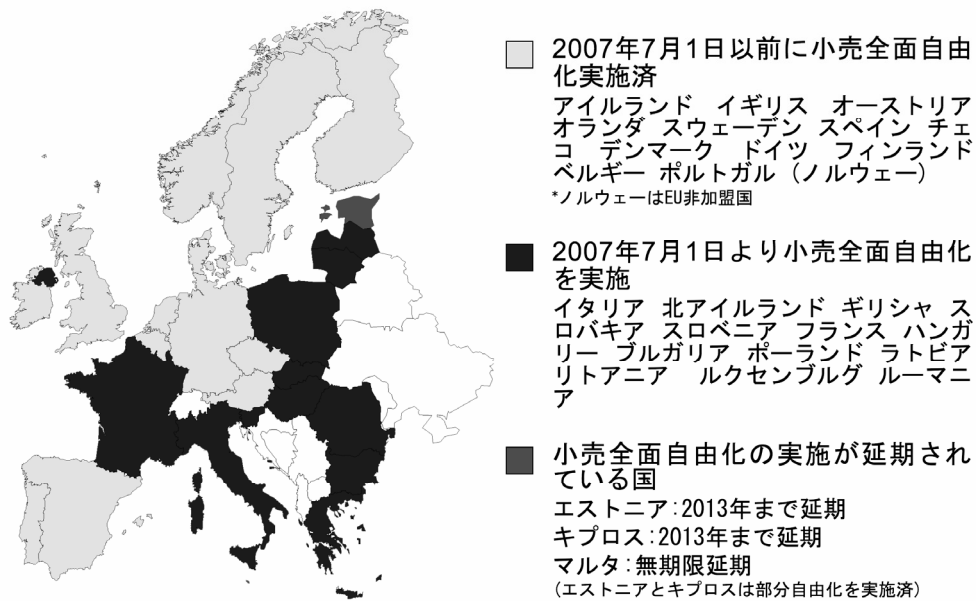 2007年7月1日以前に小売全面自由
化実施済
アイルランド イギリス オーストリア
オランダ スウェーデン スペイン チェ
コ デンマーク ドイツ フィンランド
ベルギー ポルトガル (ノルウェー)
*ノルウェーはEU非加盟国
2007年7月1日より小売全面自由化
を実施
イタリア 北アイルランド ギリシャ ス
ロバキア スロベニア フランス ハンガ
リー ブルガリア ポーランド ラトビア
リトアニア ルクセンブルグ ルーマニ
ア
小売全面自由化の実施が延期され
ている国
エストニア:2013年まで延期
キプロス:2013年まで延期
マルタ:無期限延期
(エストニアとキプロスは部分自由化を実施済)